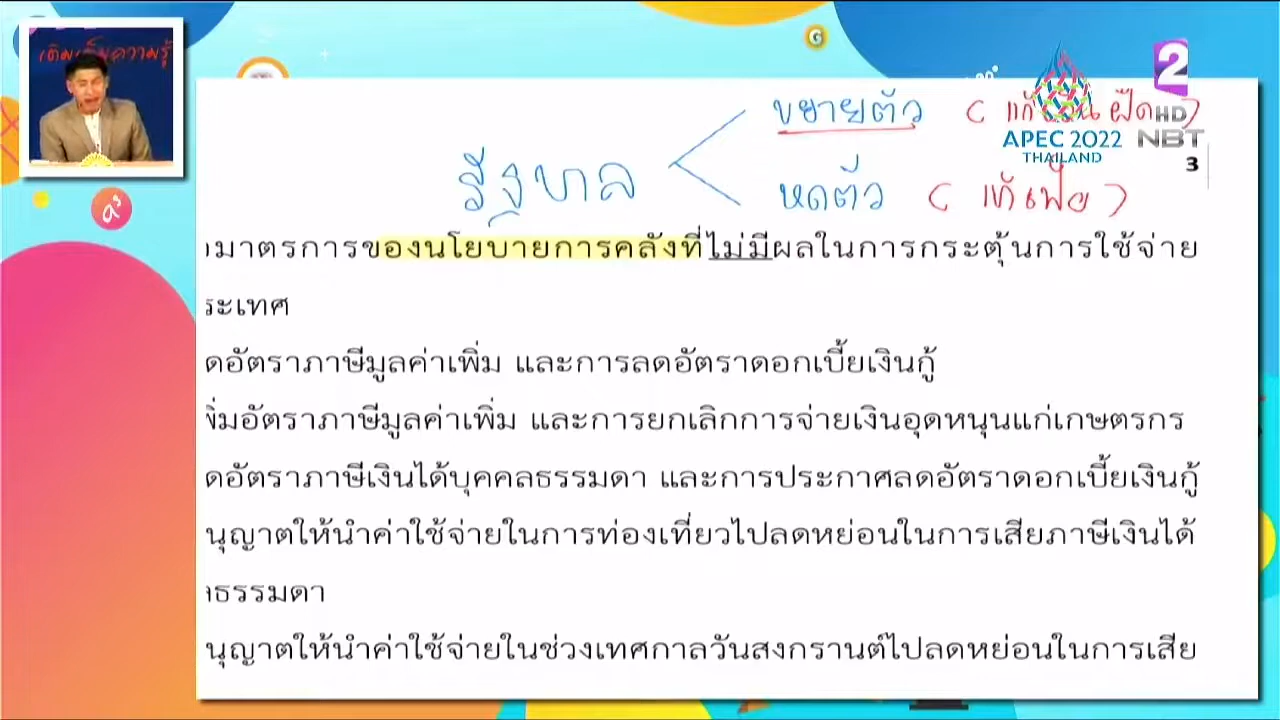 เติมเต็มความรู้
G
a³
2
HD
NBT
APEC 2022
THAILAND
3
ขยายตัว
รัฐบาล
หดตัว (แก้เฟ้อ)
มาตรการของนโยบายการคลังที่ไม่มีผลในการกระตุ้นการใช้จ่าย
ระเทศ
ดอัตราภาษีมูลค่าเพิ่ม และการลดอัตราดอกเบี้ยเงินกู้
พิ่มอัตราภาษีมูลค่าเพิ่ม และการยกเลิกการจ่ายเงินอุดหนุนแก่เกษตรกร
ดอัตราภาษีเงินได้บุคคลธรรมดา และการประกาศลดอัตราดอกเบี้ยเงินกู้
นุญาตให้นำค่าใช้จ่ายในการท่องเที่ยวไปลดหย่อนในการเสียภาษีเงินได้
ธรรมดา
นุญาตให้นำค่าใช้จ่ายในช่วงเทศกาลวันสงกรานต์ไปลดหย่อนในการเสีย